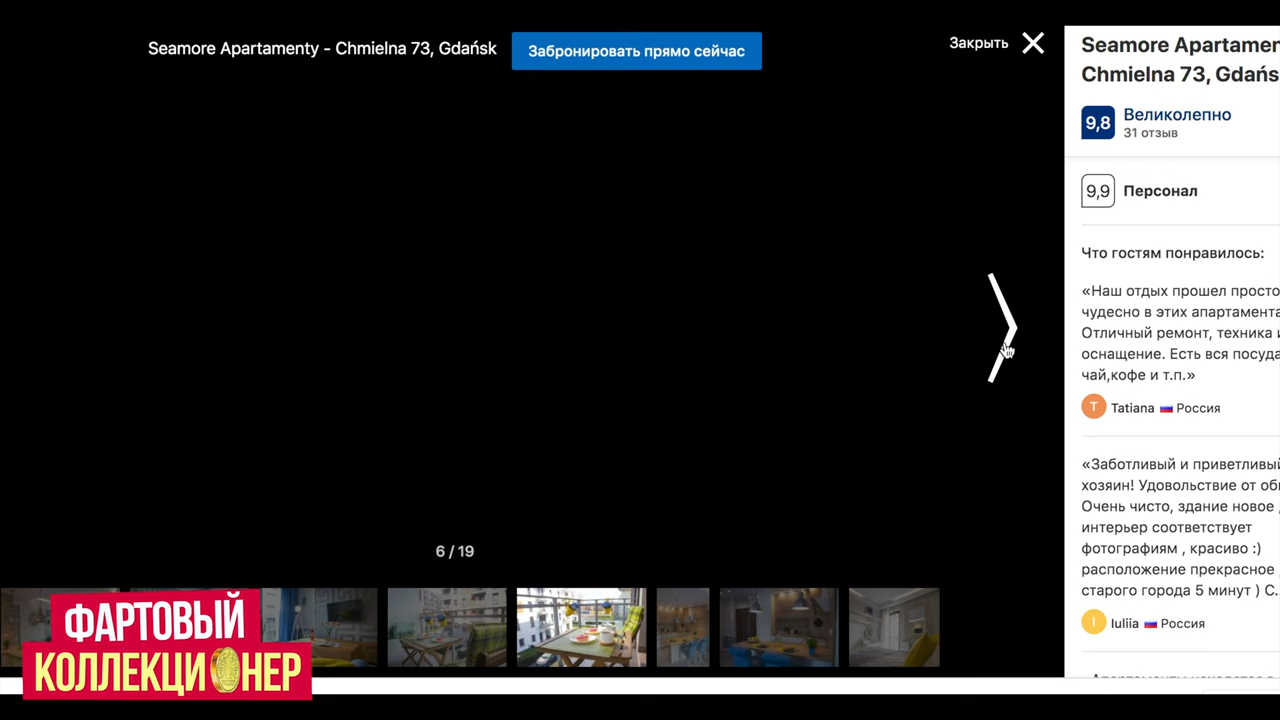 Seamore Apartamenty - Chmielna 73, Gdańsk
Забронировать прямо сейчас
Закрыть
6 / 19
ФАРТОВЫЙ
КОЛЛЕКЦИОНЕР
Seamore Apartamen
Chmielna 73, Gdańs
9,8 Великолепно
31 отзыв
9,9 Персонал
Что гостям понравилось:
«Наш отдых прошел просто
чудесно в этих апартамента
Отличный ремонт, техника и
оснащение. Есть вся посуда
чай,кофе и т.п.»
T Tatiana Россия
«Заботливый и приветливый
хозяин! Удовольствие от об
Очень чисто, здание новое ,
интерьер соответствует
фотографиям , красиво :)
расположение прекрасное
старого города 5 минут ) С.
I Iuliia Россия